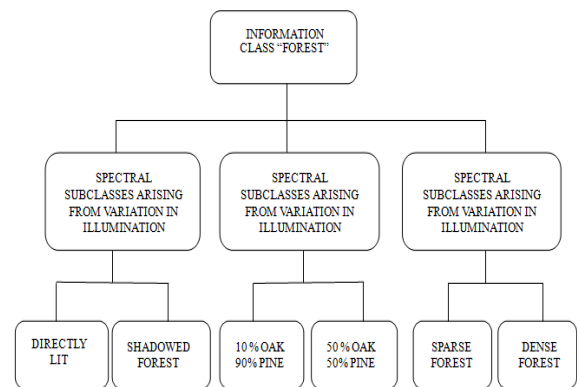 INFORMATION
CLASS "FOREST"
SPECTRAL
SUBCLASSES ARISING
FROM VARIATION IN
ILLUMINATION
SPECTRAL
SUBCLASSES ARISING
FROM VARIATION IN
ILLUMINATION
SPECTRAL
SUBCLASSES ARISING
FROM VARIATION IN
ILLUMINATION
DIRECTLY
LIT
SHADOWED
FOREST
10% OAK
90% PINE
50% OAK
50% PINE
SPARSE
FOREST
DENSE
FOREST